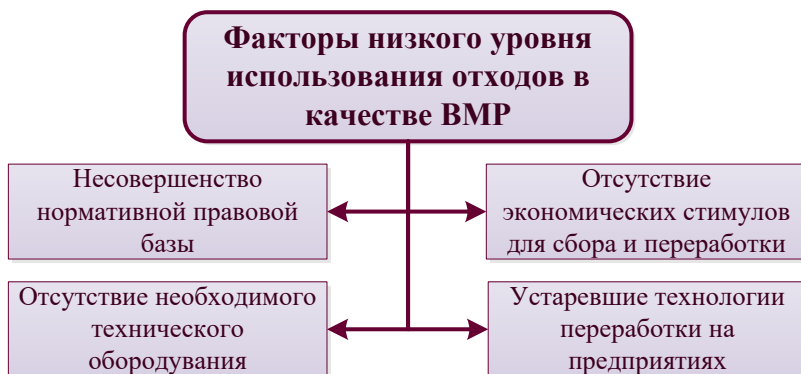 Факторы низкого уровня
использования отходов в
качестве ВМР
Несовершенство
нормативной правовой
базы
Отсутствие
экономических стимулов
для сбора и переработки
Отсутствие необходимого
технического
обородувания
Устаревшие технологии
переработки на
предприятиях